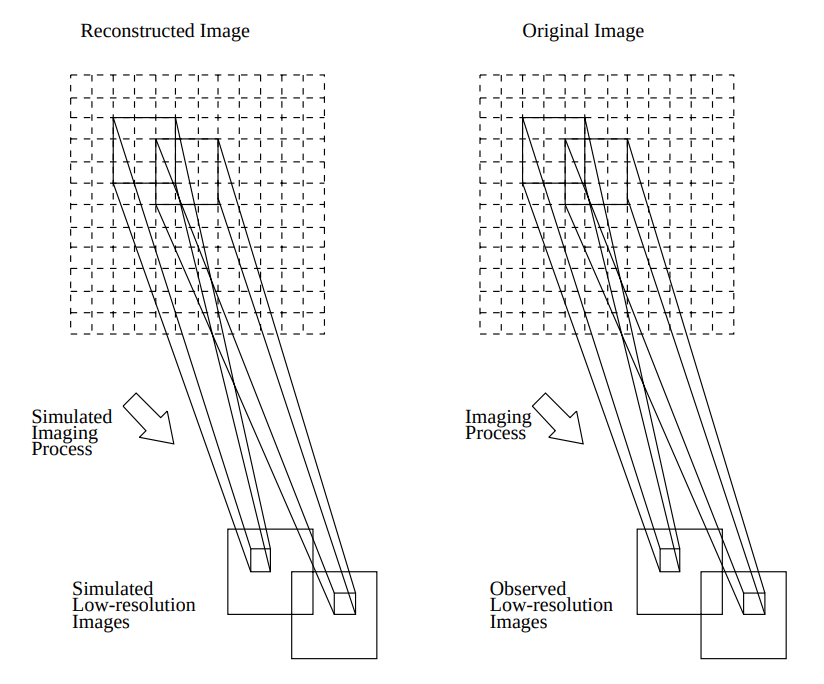 Reconstructed Image
Original Image
Simulated
Imaging
Process
Imaging
Process
Simulated
Low-resolution
Images
Observed
Low-resolution
Images